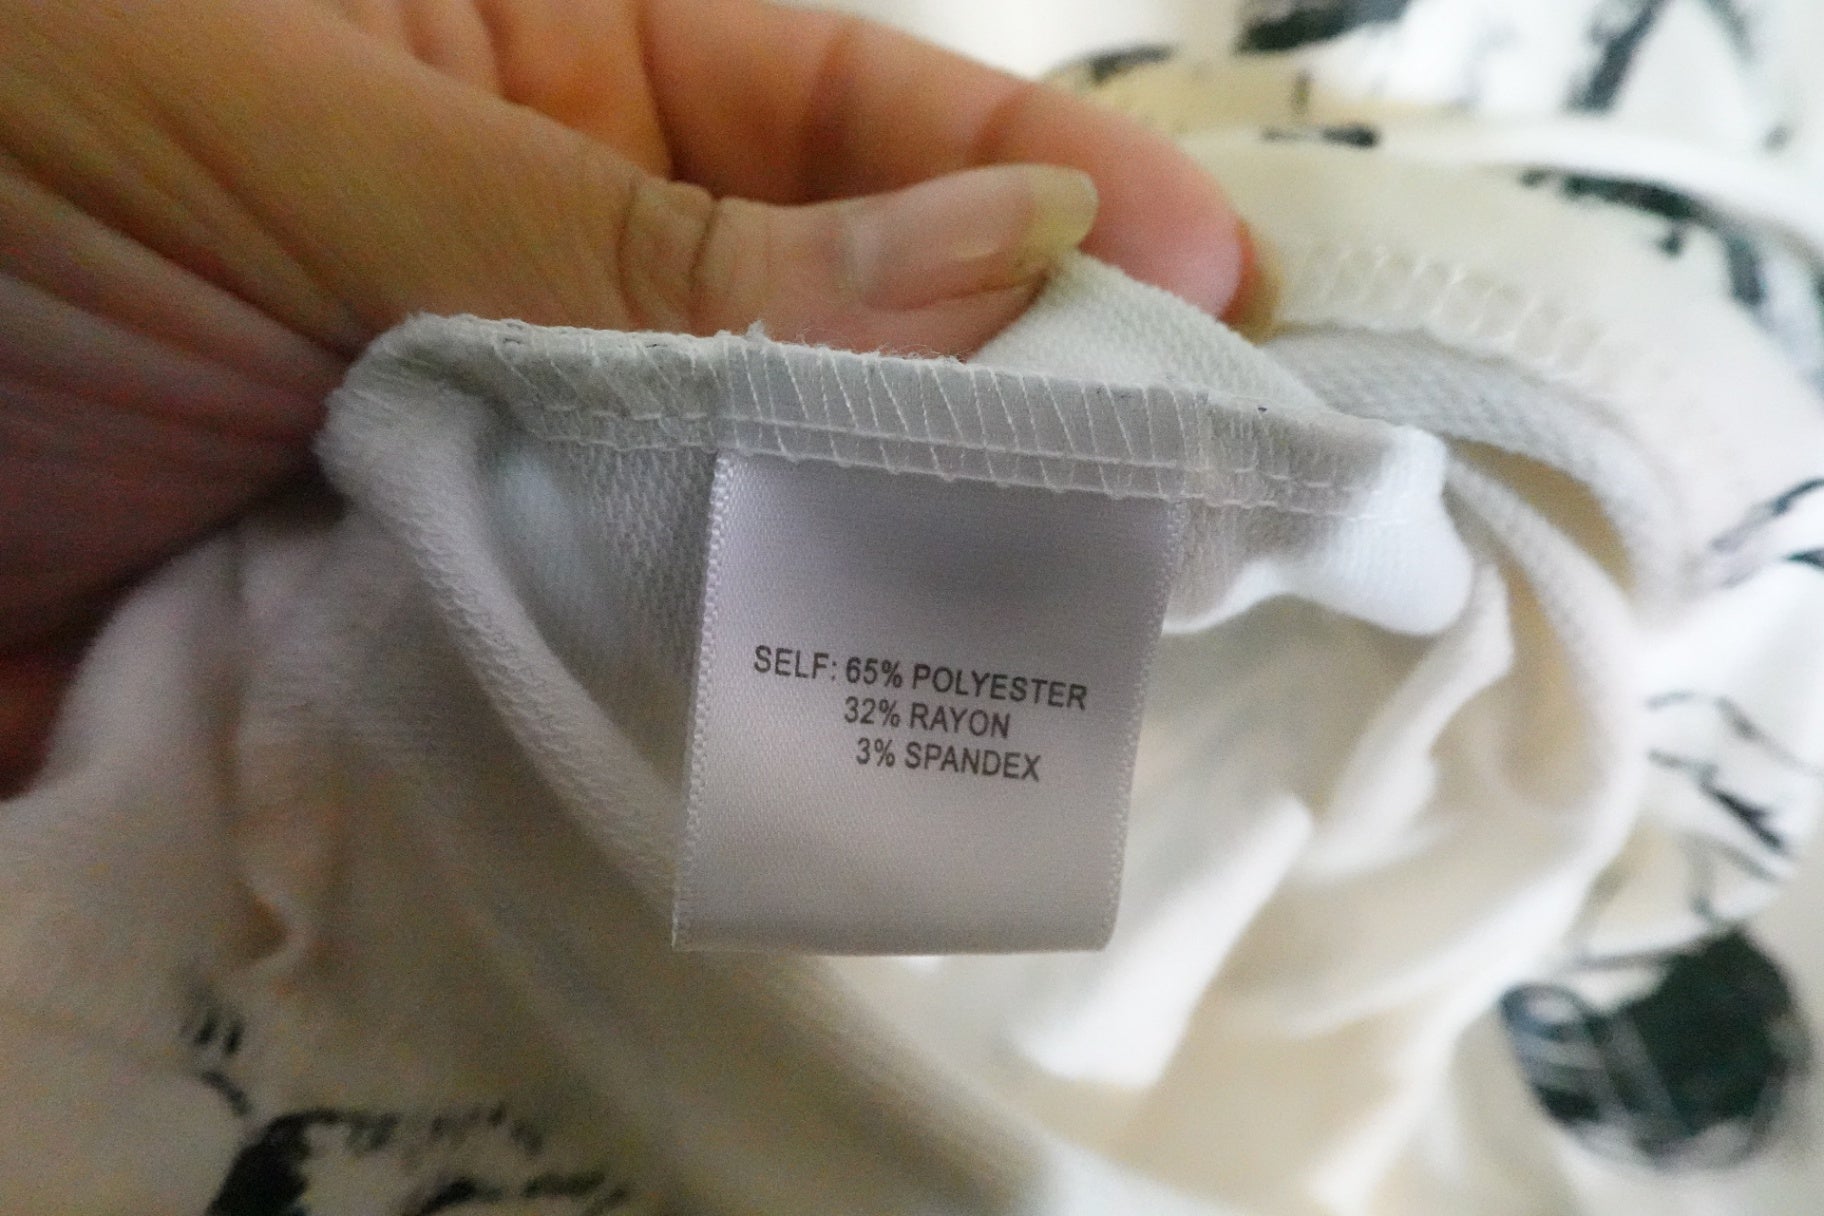 SELF: 65% POLYESTER
32% RAYON
3% SPANDEX